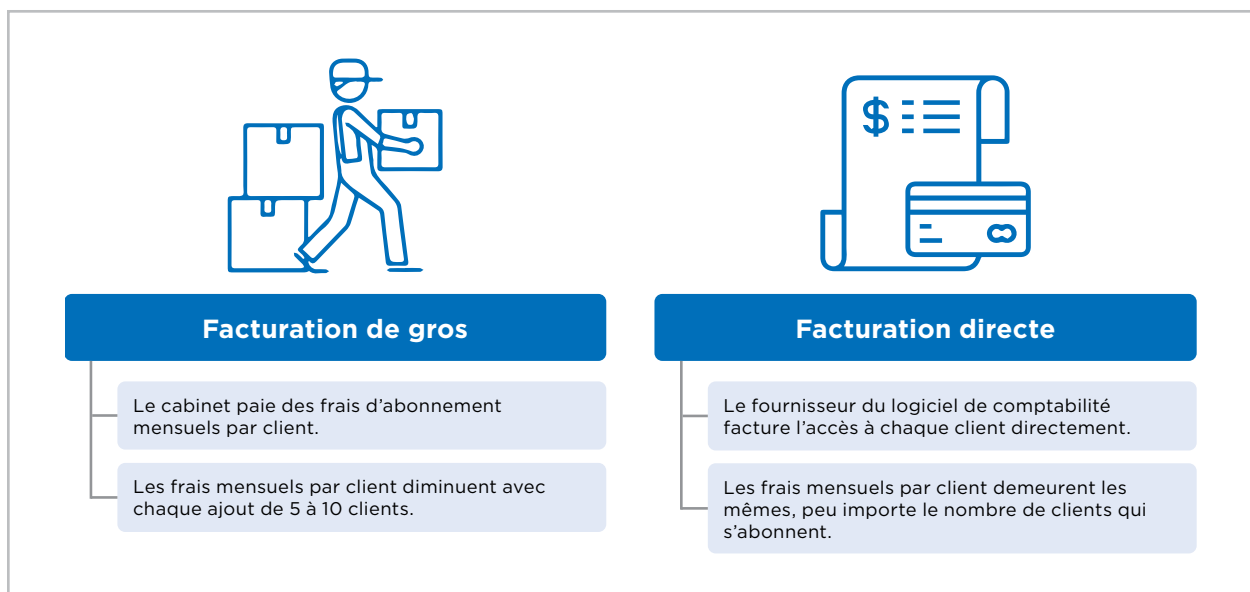 $
Facturation de gros
Le cabinet paie des frais d’abonnement
mensuels par client.
Les frais mensuels par client diminuent avec
chaque ajout de 5 à 10 clients.
Facturation directe
Le fournisseur du logiciel de comptabilité
facture l’accès à chaque client directement.
Les frais mensuels par client demeurent les
mêmes, peu importe le nombre de clients qui
s’abonnent.